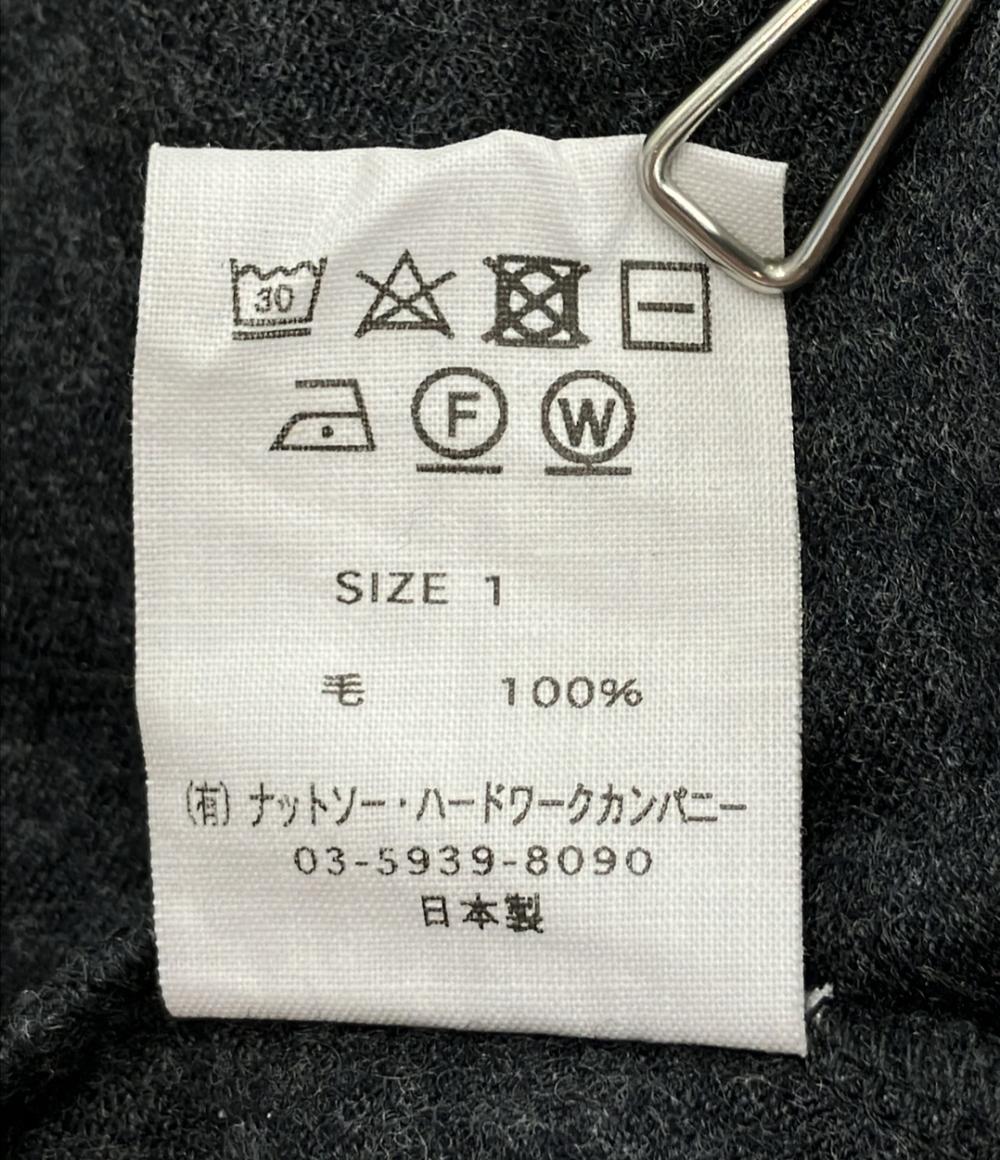 30
F W
SIZE 1
毛 100%
(有) ナットソー・ハードワークカンパニー
03-5939-8090
日本製